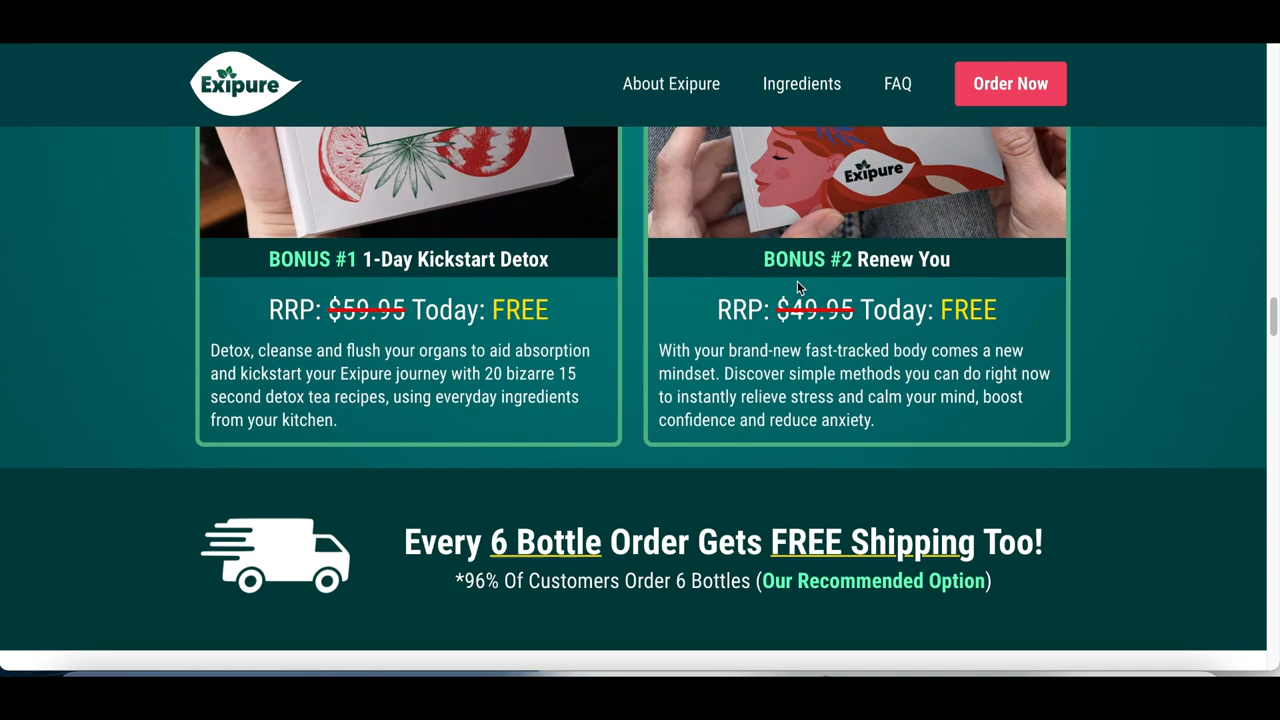 Exipure
About Exipure
Ingredients
FAQ
Order Now
Exipure
BONUS #1 1-Day Kickstart Detox
RRP: $59.95 Today: FREE
Detox, cleanse and flush your organs to aid absorption
and kickstart your Exipure journey with 20 bizarre 15
second detox tea recipes, using everyday ingredients
from your kitchen.
BONUS #2 Renew You
RRP: $49.95 Today: FREE
With your brand-new fast-tracked body comes a new
mindset. Discover simple methods you can do right now
to instantly relieve stress and calm your mind, boost
confidence and reduce anxiety.
Every 6 Bottle Order Gets FREE Shipping Too!
*96% Of Customers Order 6 Bottles (Our Recommended Option)